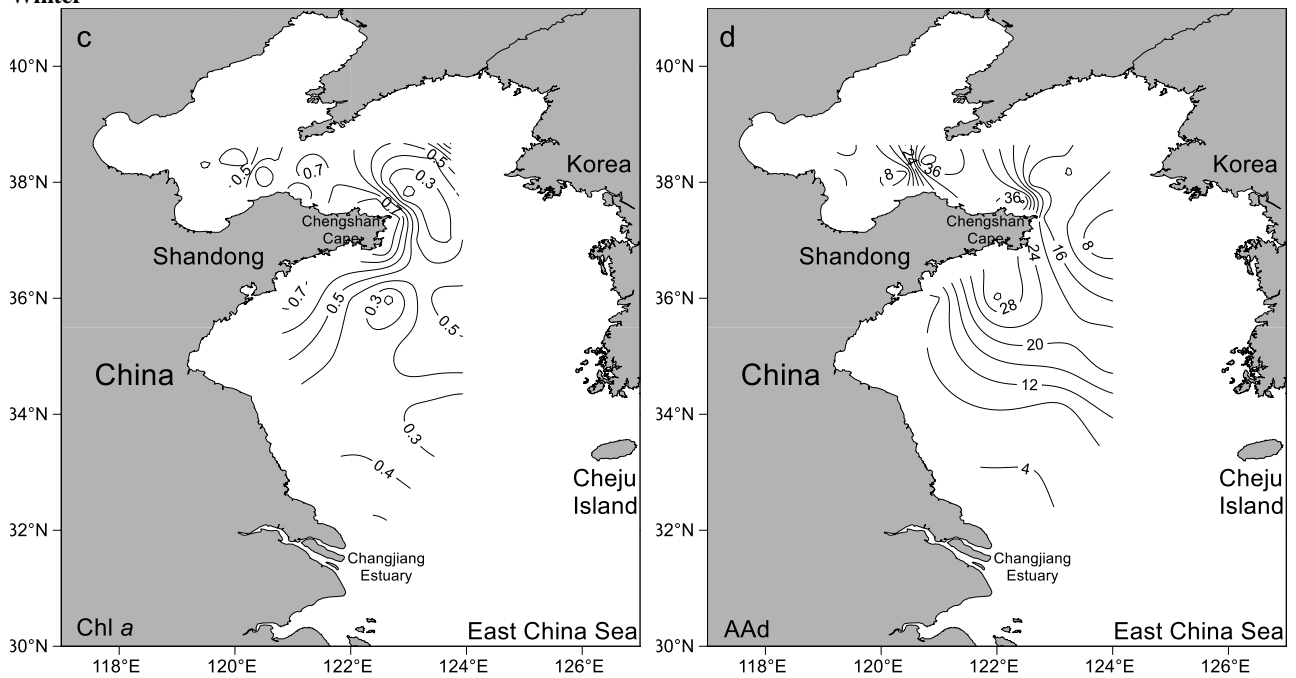 Winter
c
40°N
38°N
36°N
34°N
32°N
30°N
118°E
120°E
122°E
124°E
126°E
0.5
0.7
0.5
0.3
0.7
Korea
Chengshan
Cape
Shandong
0.7
0.5
0.3
0.5
China
0.3
0.4
Cheju
Island
Changjiang
Estuary
Chl a
East China Sea
d
40°N
38°N
36°N
34°N
32°N
30°N
118°E
120°E
122°E
124°E
126°E
24
8
36
36
Korea
Chengshan
Cape
Shandong
24
16
8
28
20
China
12
4
Cheju
Island
Changjiang
Estuary
AAd
East China Sea